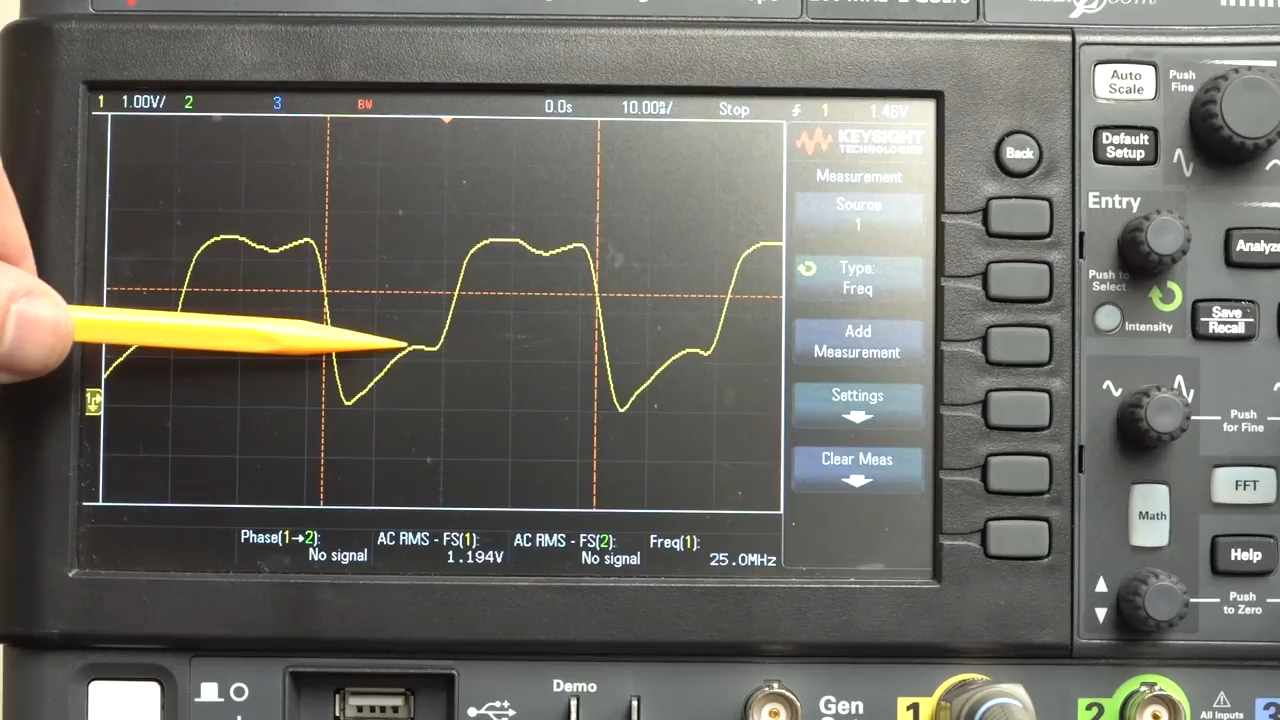 1 1.00V/ 2 3 BW 0.0s 10.00ns/ Stop 1 1.46V
KEYSIGHT
TECHNOLOGIES
Measurement
Source
1
Type:
Freq
Add
Measurement
Settings
Clear Meas
Phase(1→2):
No signal
AC RMS - FS(1):
1.194V
AC RMS - FS(2):
No signal
Freq(1):
25.0MHz
Back
Auto
Scale
Push
Fine
Default
Setup
Entry
Push to
Select
Intensity
Analyze
Save
Recall
Push
for Fine
FFT
Math
Help
Push
to Zero
Demo
Gen
1
2
All Inputs